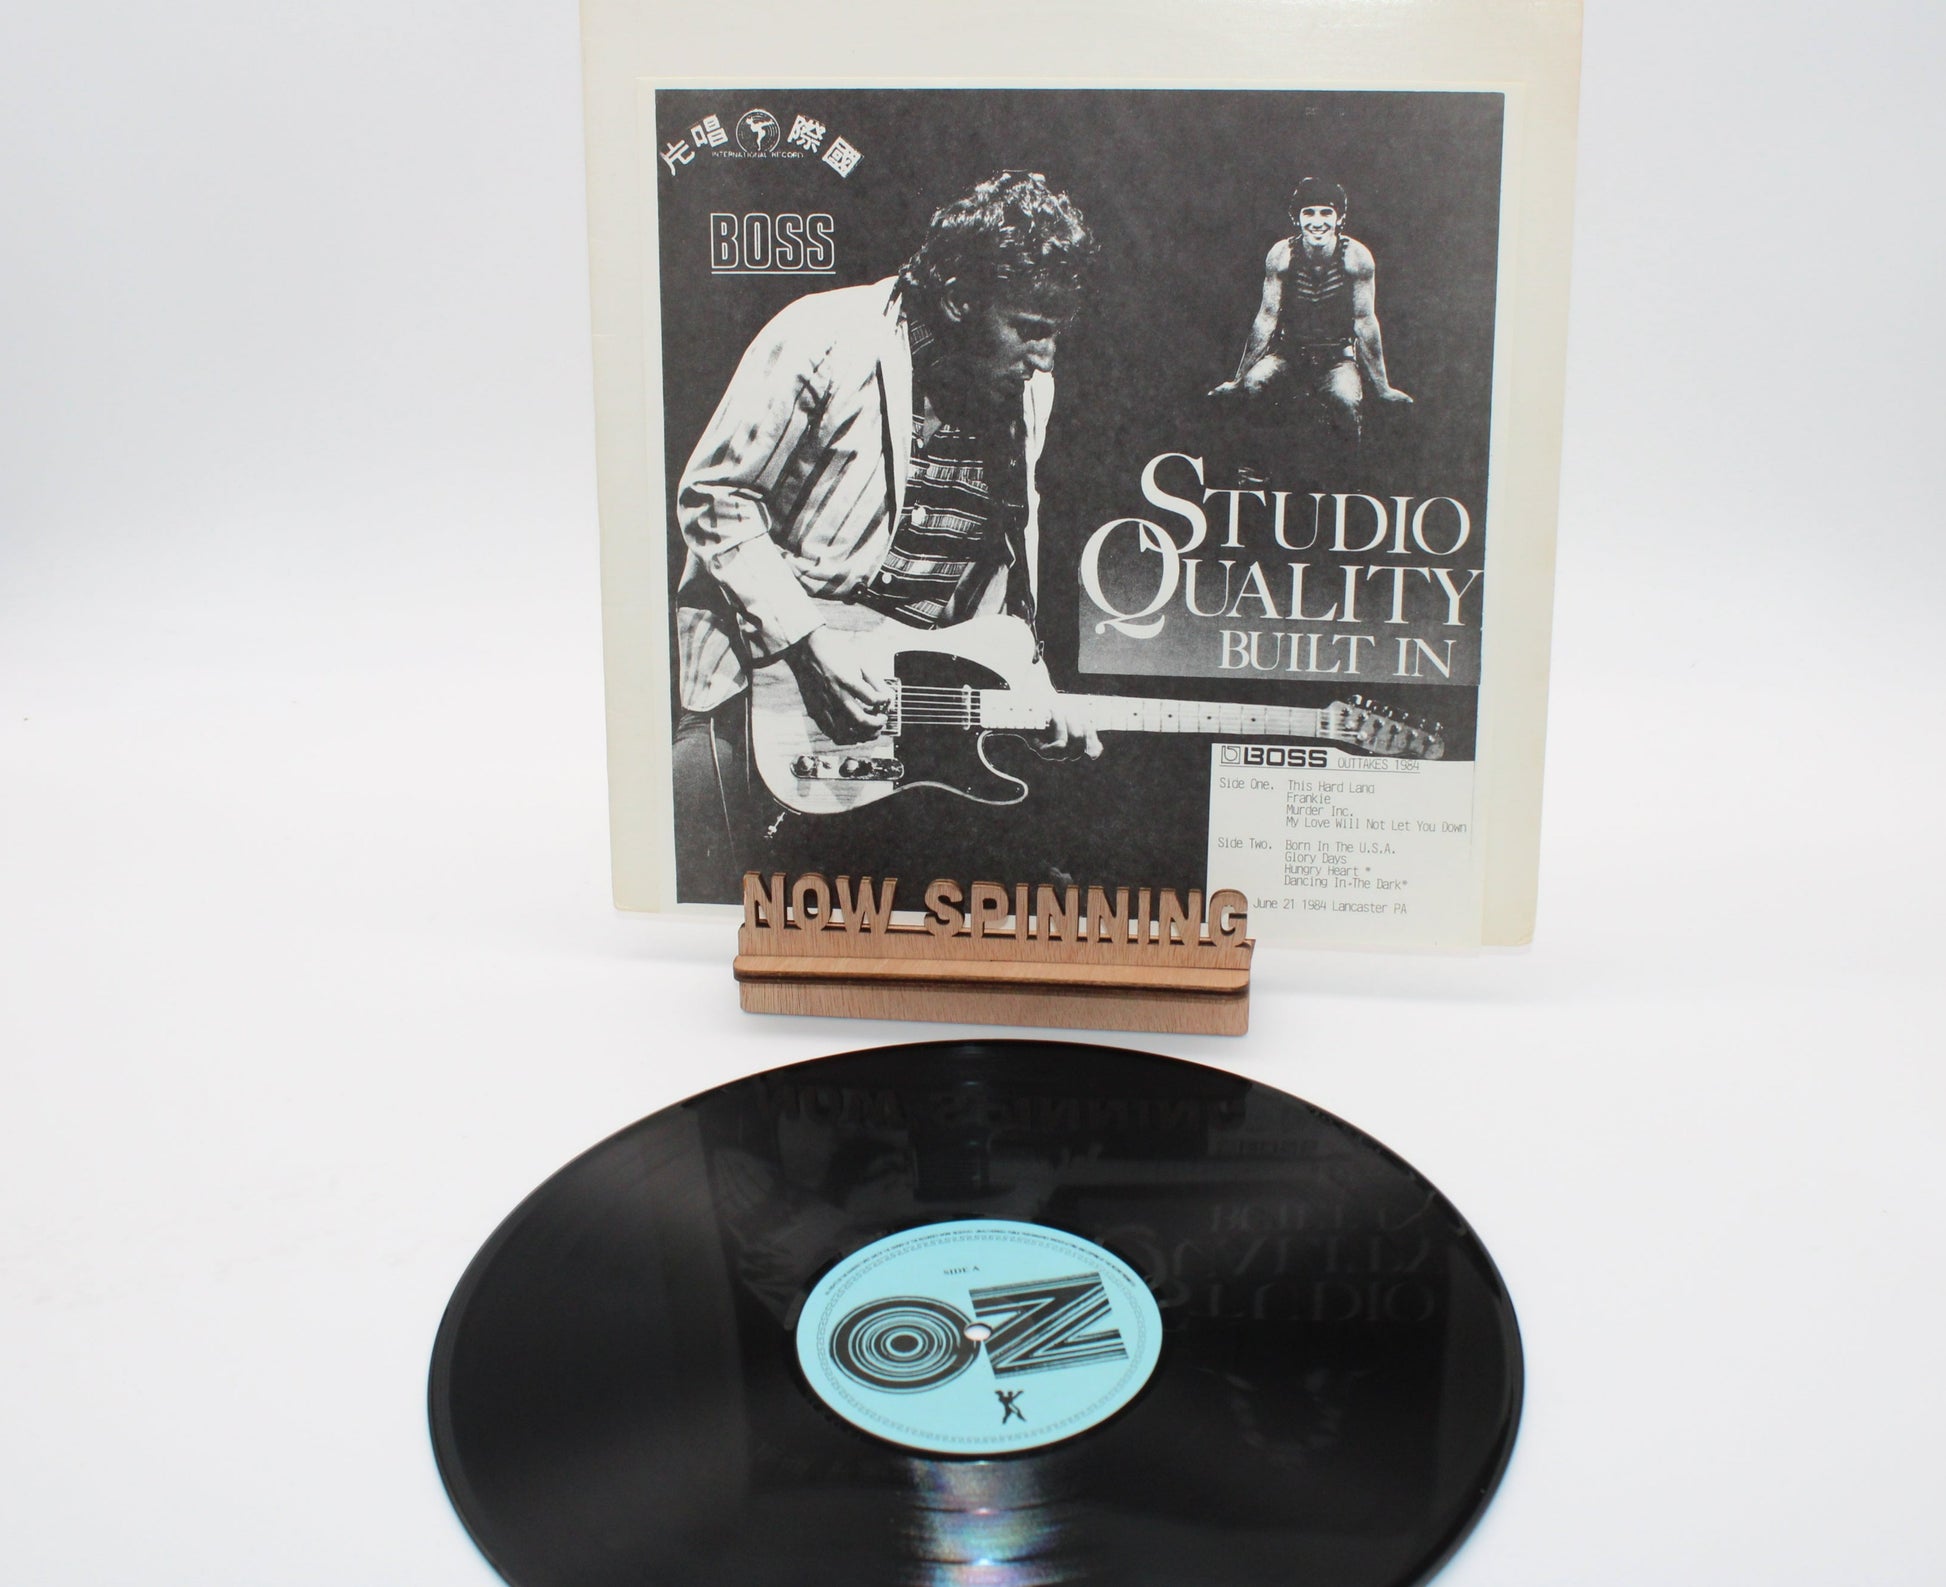 片唱際國
INTERNATIONAL RECORD
BOSS
STUDIO
QUALITY
BUILT IN
BOSS OUTTAKES 1984
Side One. This Hard Land
Frankie
Murder Inc.
My Love Will Not Let You Down
Side Two. Born In The U.S.A.
Glory Days
Hungry Heart *
Dancing In The Dark*
June 21 1984 Lancaster PA
NOW SPINNING
SIDE A